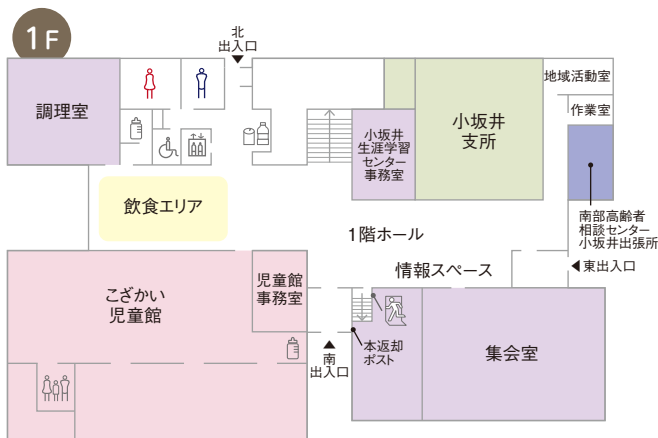 1F
北
出入口
調理室
地域活動室
作業室
小坂井
支所
小坂井
生涯学習
センター
事務室
飲食エリア
南部高齢者
相談センター
小坂井出張所
1階ホール
情報スペース
東出入口
こざかい
児童館
児童館
事務室
本返却
ポスト
集会室
南
出入口